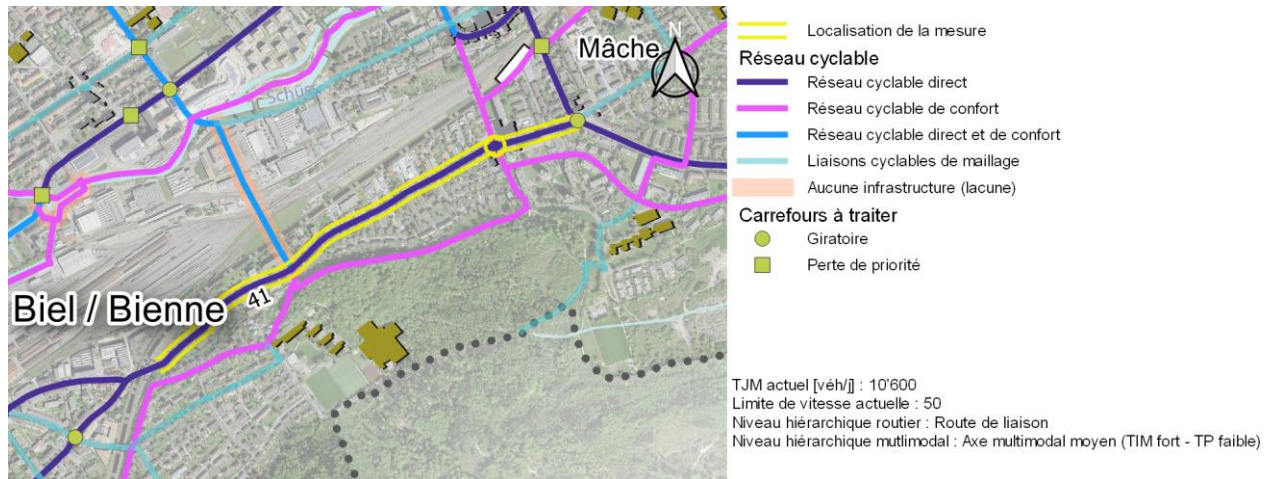 Mâche
N
Schüss
Biel / Bienne
41
Localisation de la mesure
Réseau cyclable
Réseau cyclable direct
Réseau cyclable de confort
Réseau cyclable direct et de confort
Liaisons cyclables de maillage
Aucune infrastructure (lacune)
Carrefours à traiter
Giratoire
Perte de priorité
TJM actuel [véh/j] : 10'600
Limite de vitesse actuelle : 50
Niveau hiérarchique routier : Route de liaison
Niveau hiérarchique mutlimodal : Axe multimodal moyen (TIM fort - TP faible)